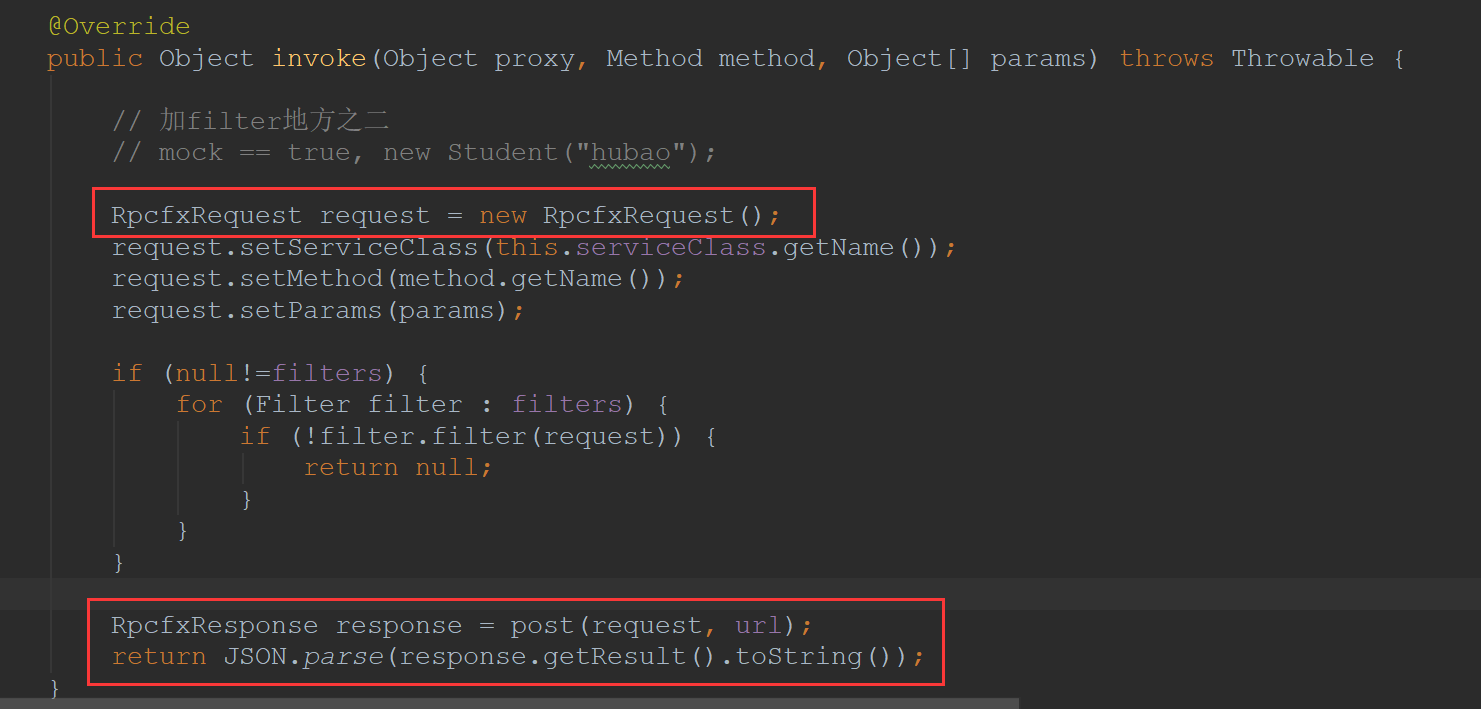 @Override
public Object invoke(Object proxy, Method method, Object[] params) throws Throwable {
// 加filter地方之二
// mock == true, new Student("hubao");
RpcfxRequest request = new RpcfxRequest();
request.setServiceClass(this.serviceClass.getName());
request.setMethod(method.getName());
request.setParams(params);
if (null!=filters) {
for (Filter filter : filters) {
if (!filter.filter(request)) {
return null;
}
}
}
RpcfxResponse response = post(request, url);
return JSON.parse(response.getResult().toString());
}